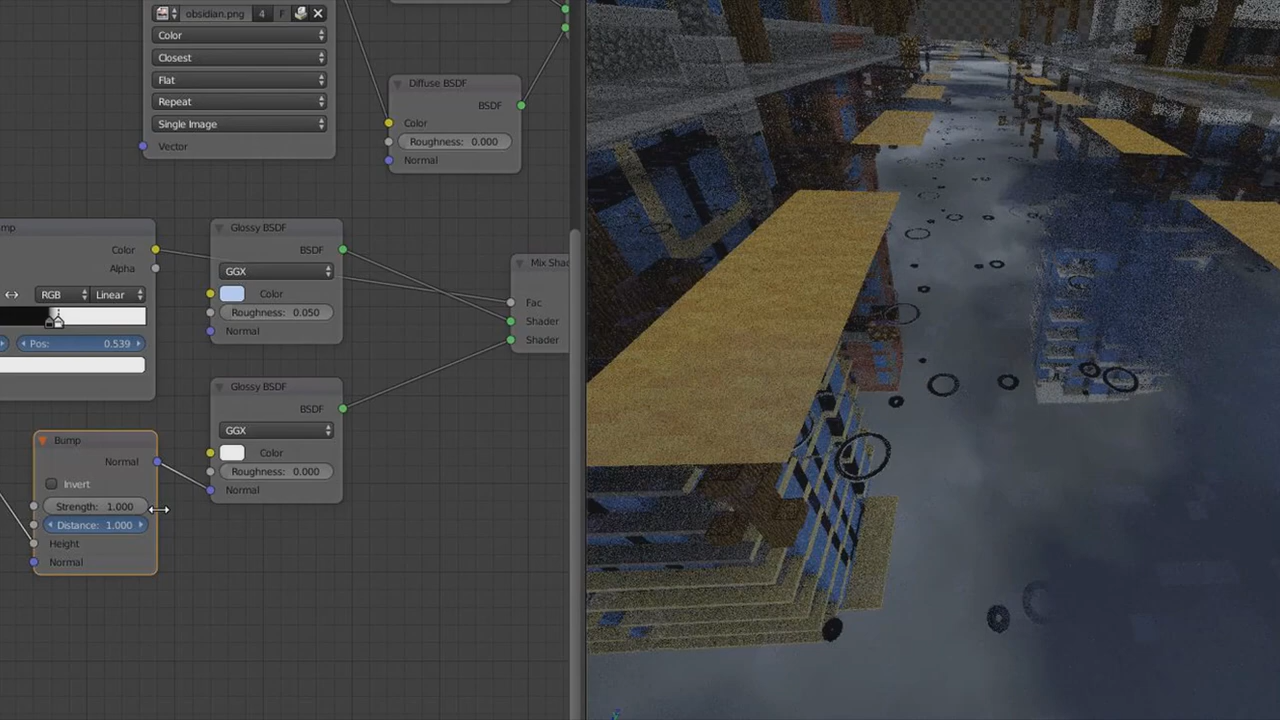 obsidian.png 4 F
Color
Closest
Flat
Repeat
Single Image
Vector
Diffuse BSDF
BSDF
Color
Roughness: 0.000
Normal
mp
Color
Alpha
RGB Linear
Pos: 0.539
Glossy BSDF
BSDF
GGX
Color
Roughness: 0.050
Normal
Mix Shad
Fac
Shader
Shader
Glossy BSDF
BSDF
GGX
Color
Roughness: 0.000
Normal
Bump
Normal
Invert
Strength: 1.000
Distance: 1.000
Height
Normal